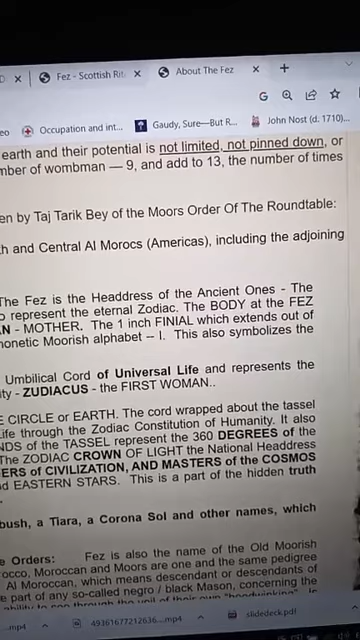 Fez - Scottish Rit
About The Fez
Occupation and int...
Gaudy, Sure—But R...
John Nost (d. 1710)...
earth and their potential is not limited, not pinned down, or
mber of wombman — 9, and add to 13, the number of times
en by Taj Tarik Bey of the Moors Order Of The Roundtable:
h and Central Al Morocs (Americas), including the adjoining
The Fez is the Headdress of the Ancient Ones - The
o represent the eternal Zodiac. The BODY at the FEZ
N - MOTHER. The 1 inch FINIAL which extends out of
honetic Moorish alphabet -- I. This also symbolizes the
Umbilical Cord of Universal Life and represents the
ity - ZUDIACUS - the FIRST WOMAN..
E CIRCLE or EARTH. The cord wrapped about the tassel
Life through the Zodiac Constitution of Humanity. It also
NDS of the TASSEL represent the 360 DEGREES of the
The ZODIAC CROWN OF LIGHT the National Headdress
ERS of CIVILIZATION, AND MASTERS of the COSMOS
d EASTERN STARS. This is a part of the hidden truth
bush, a Tiara, a Corona Sol and other names, which
e Orders: Fez is also the name of the Old Moorish
occo, Moroccan and Moors are one and the same pedigree
Al Moroccan, which means descendant or descendants of
e part of any so-called negro / black Mason, concerning the
....mp4
49361677212636....mp4
slidedeck.pdf